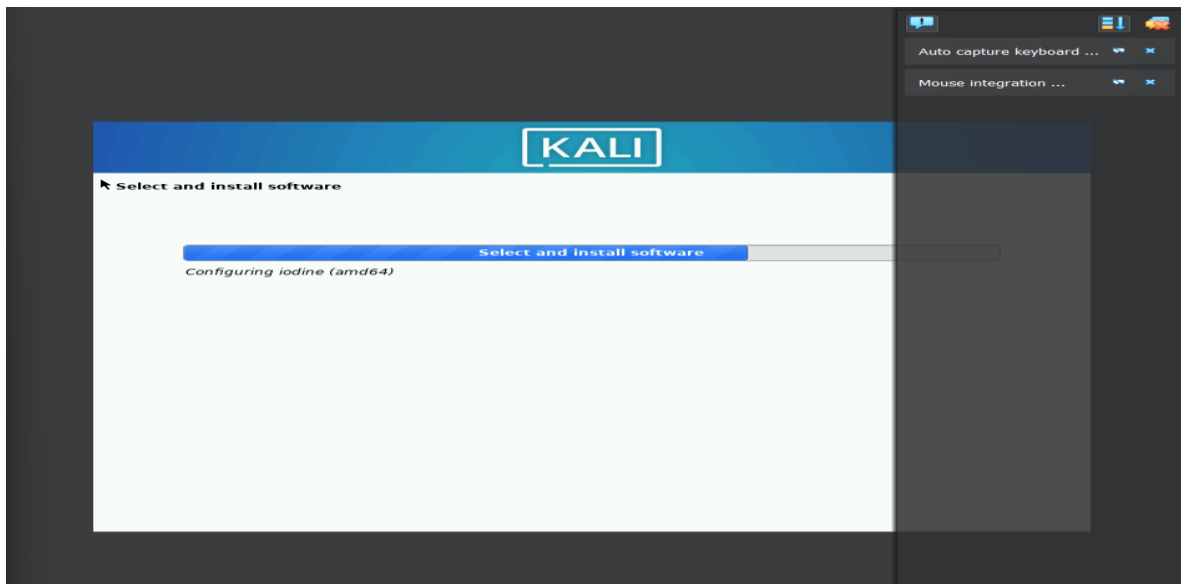 Auto capture keyboard ...
Mouse integration ...
KALI
Select and install software
Select and install software
Configuring iodine (amd64)